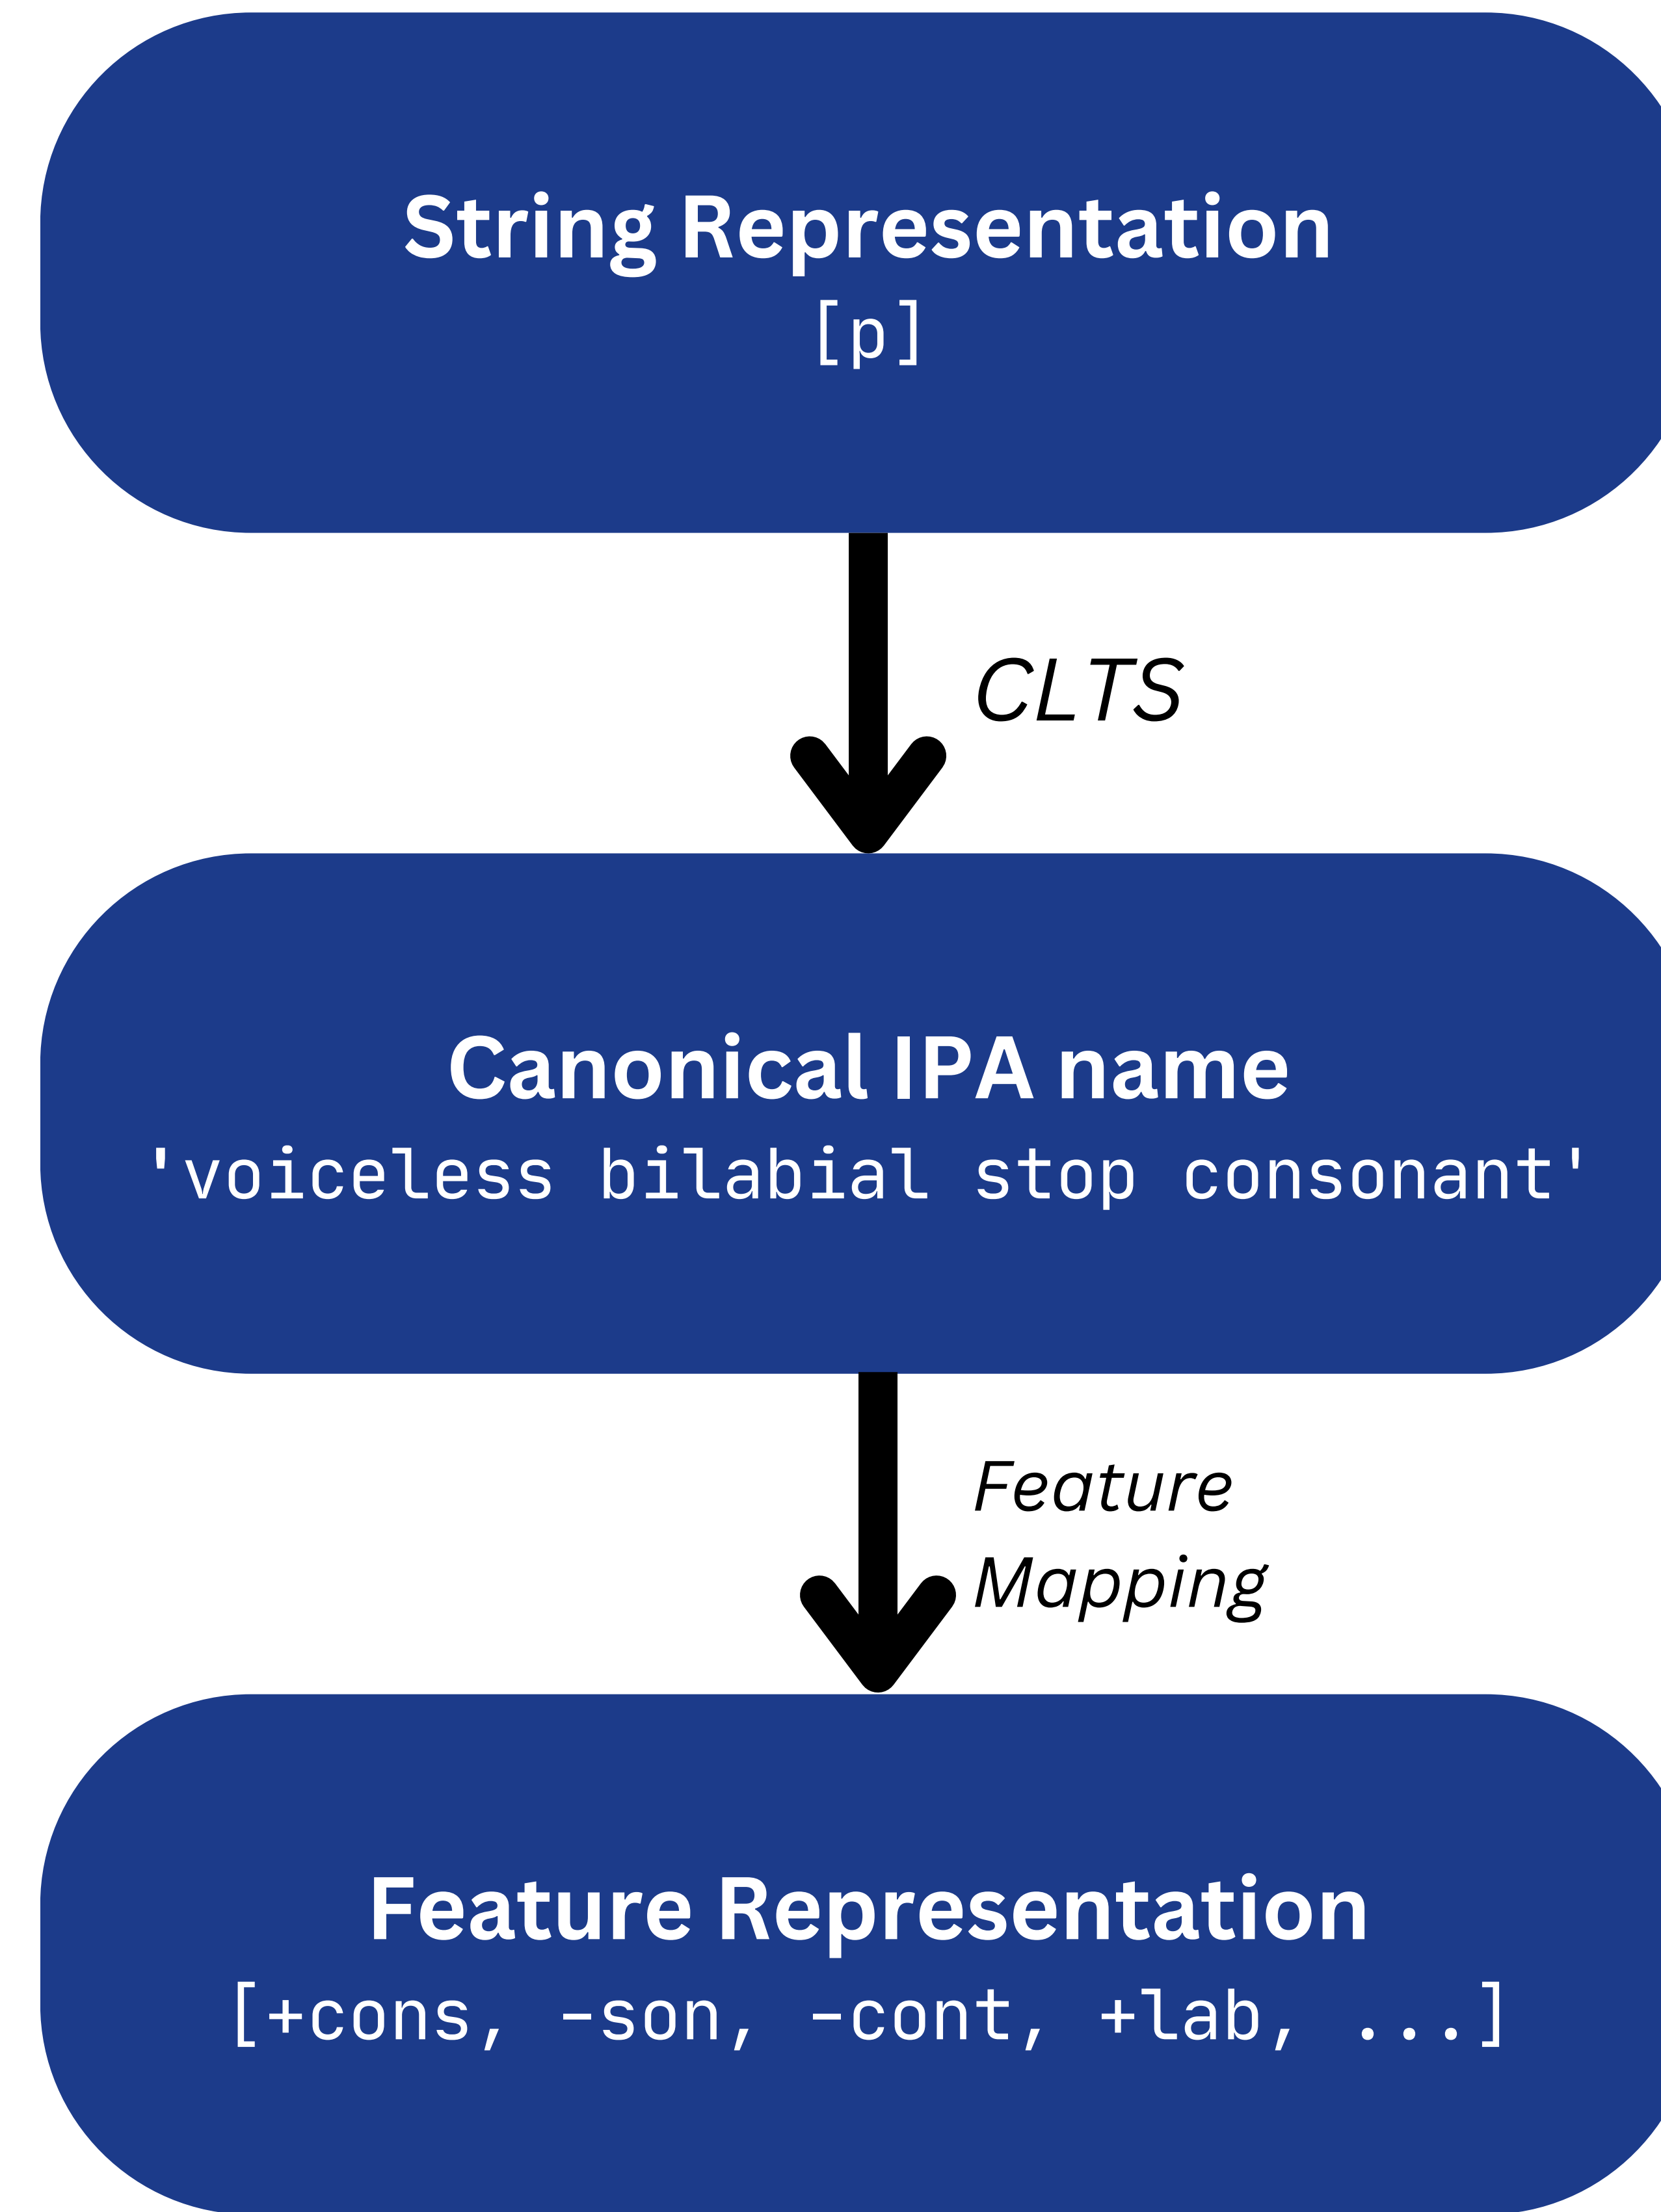 String Representation
[p]
CLTS
Canonical IPA name
'voiceless bilabial stop consonant'
Feature
Mapping
Feature Representation
[+cons, −son, −cont, +lab, ...]